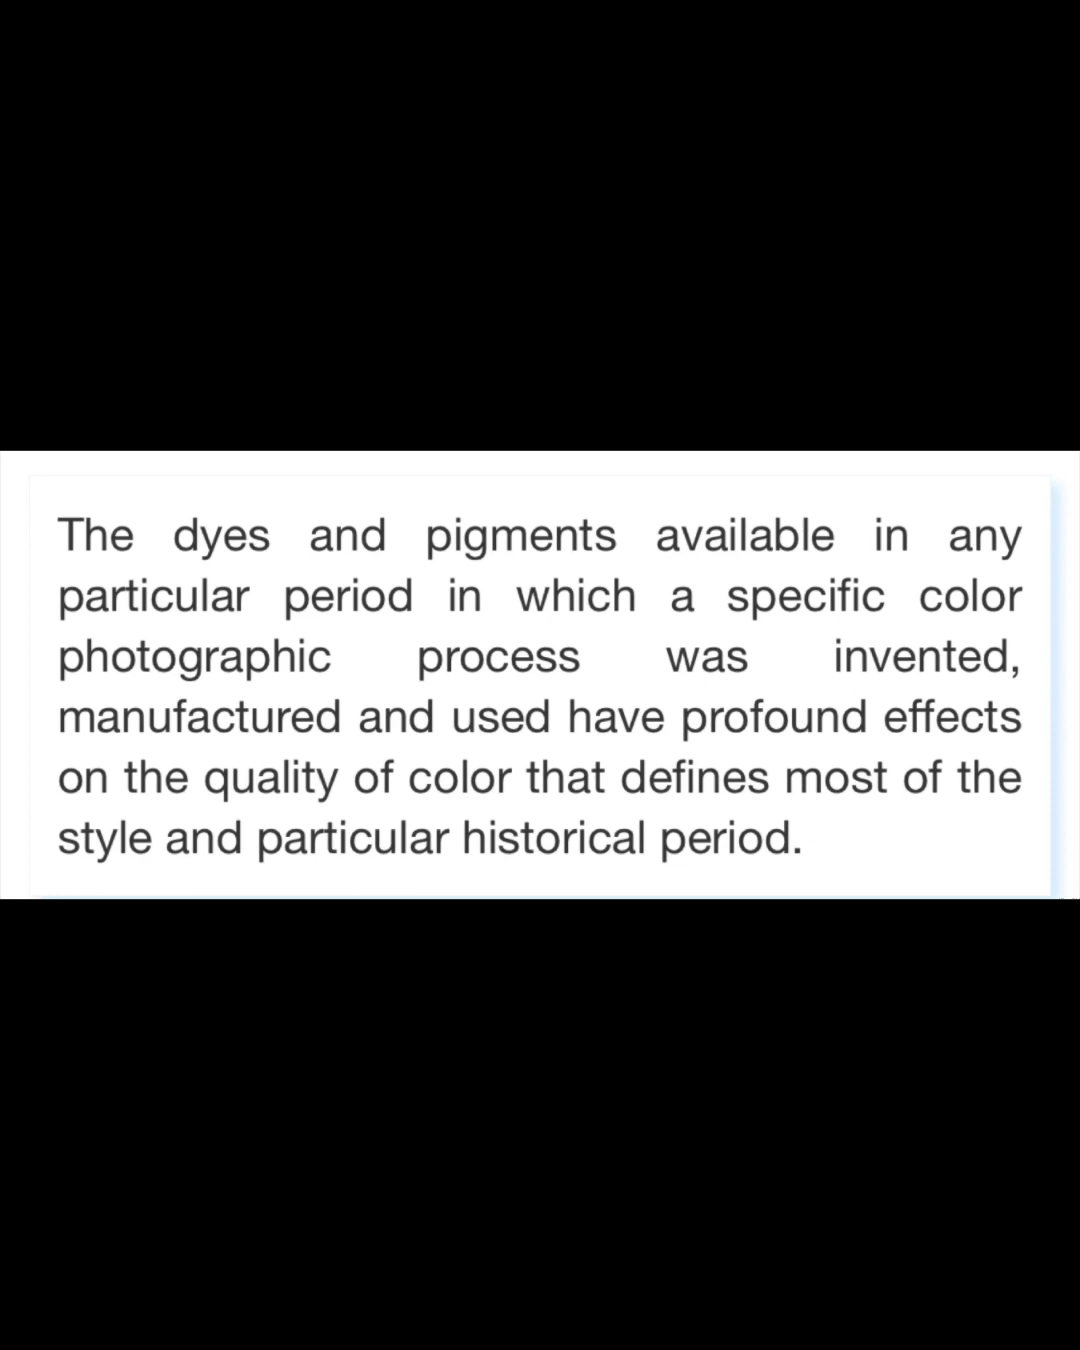 The dyes and pigments available in any
particular period in which a specific color
photographic process was invented,
manufactured and used have profound effects
on the quality of color that defines most of the
style and particular historical period.